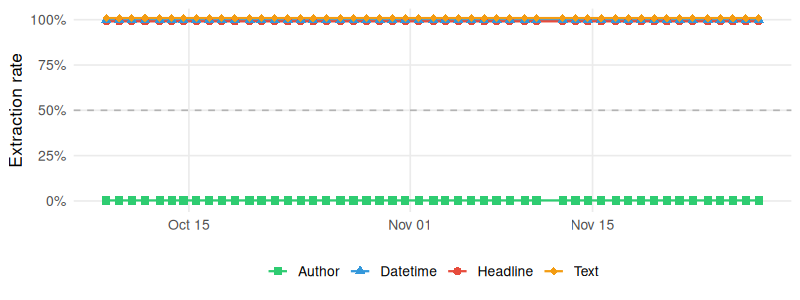 Extraction rate
100%
75%
50%
25%
0%
Oct 15 Nov 01 Nov 15
Author Datetime Headline Text